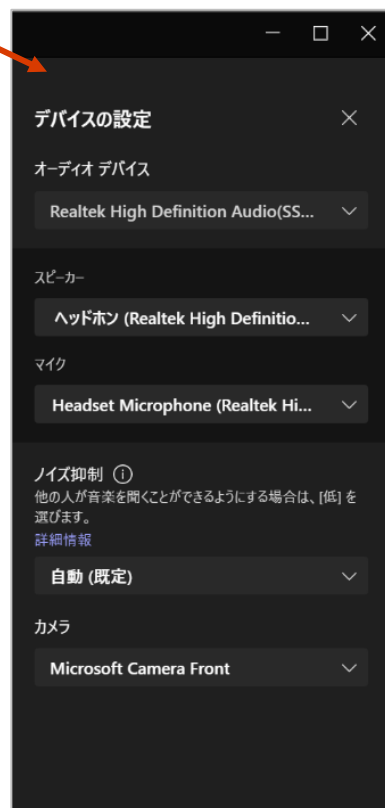 デバイスの設定
オーディオ デバイス
Realtek High Definition Audio(SS...
スピーカー
ヘッドホン (Realtek High Definitio...
マイク
Headset Microphone (Realtek Hi...
ノイズ抑制
他の人が音楽を聞くことができるようにする場合は、[低] を
選びます。
詳細情報
自動 (既定)
カメラ
Microsoft Camera Front